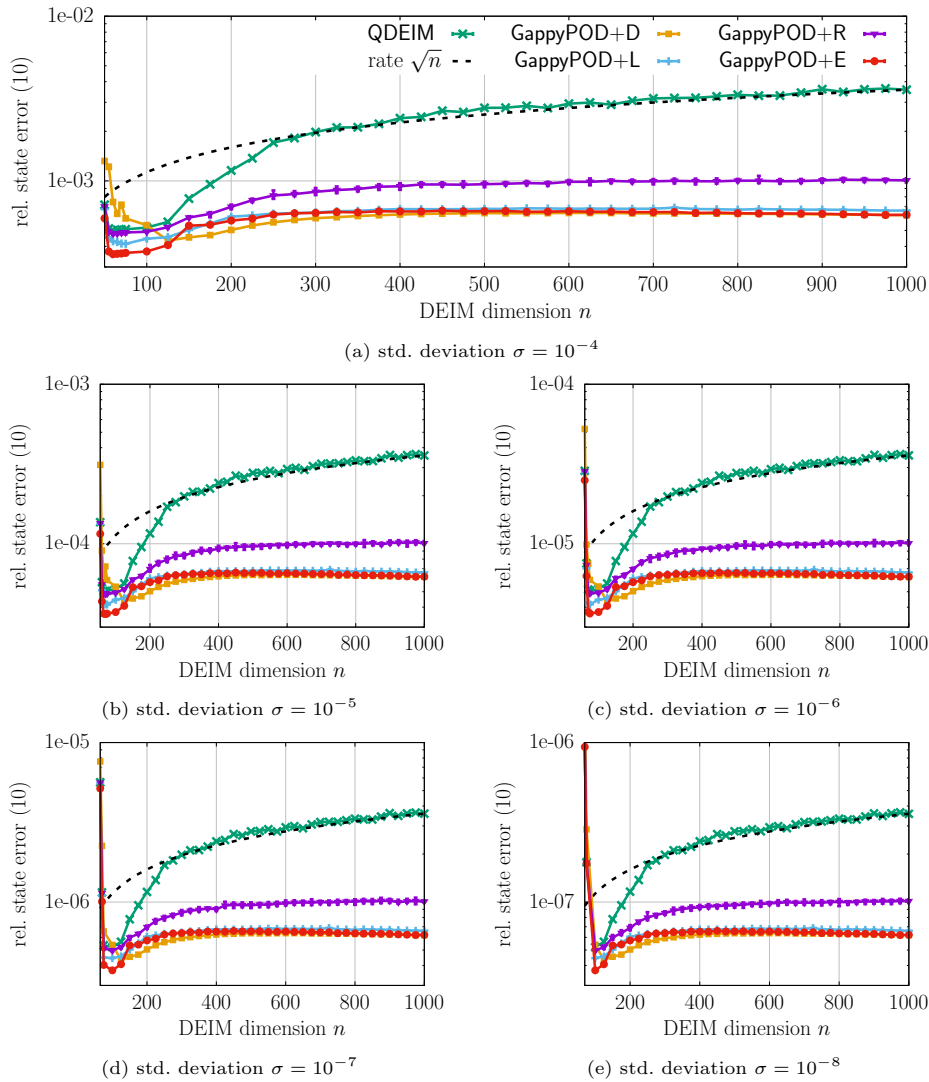 1e-02
QDEIM GappyPOD+D GappyPOD+R
rate √n GappyPOD+L GappyPOD+E
rel. state error (10)
1e-03
100 200 300 400 500 600 700 800 900 1000
DEIM dimension n
(a) std. deviation σ = 10⁻⁴
1e-03
rel. state error (10)
1e-04
200 400 600 800 1000
DEIM dimension n
(b) std. deviation σ = 10⁻⁵
1e-04
rel. state error (10)
1e-05
200 400 600 800 1000
DEIM dimension n
(c) std. deviation σ = 10⁻⁶
1e-05
rel. state error (10)
1e-06
200 400 600 800 1000
DEIM dimension n
(d) std. deviation σ = 10⁻⁷
1e-06
rel. state error (10)
1e-07
200 400 600 800 1000
DEIM dimension n
(e) std. deviation σ = 10⁻⁸